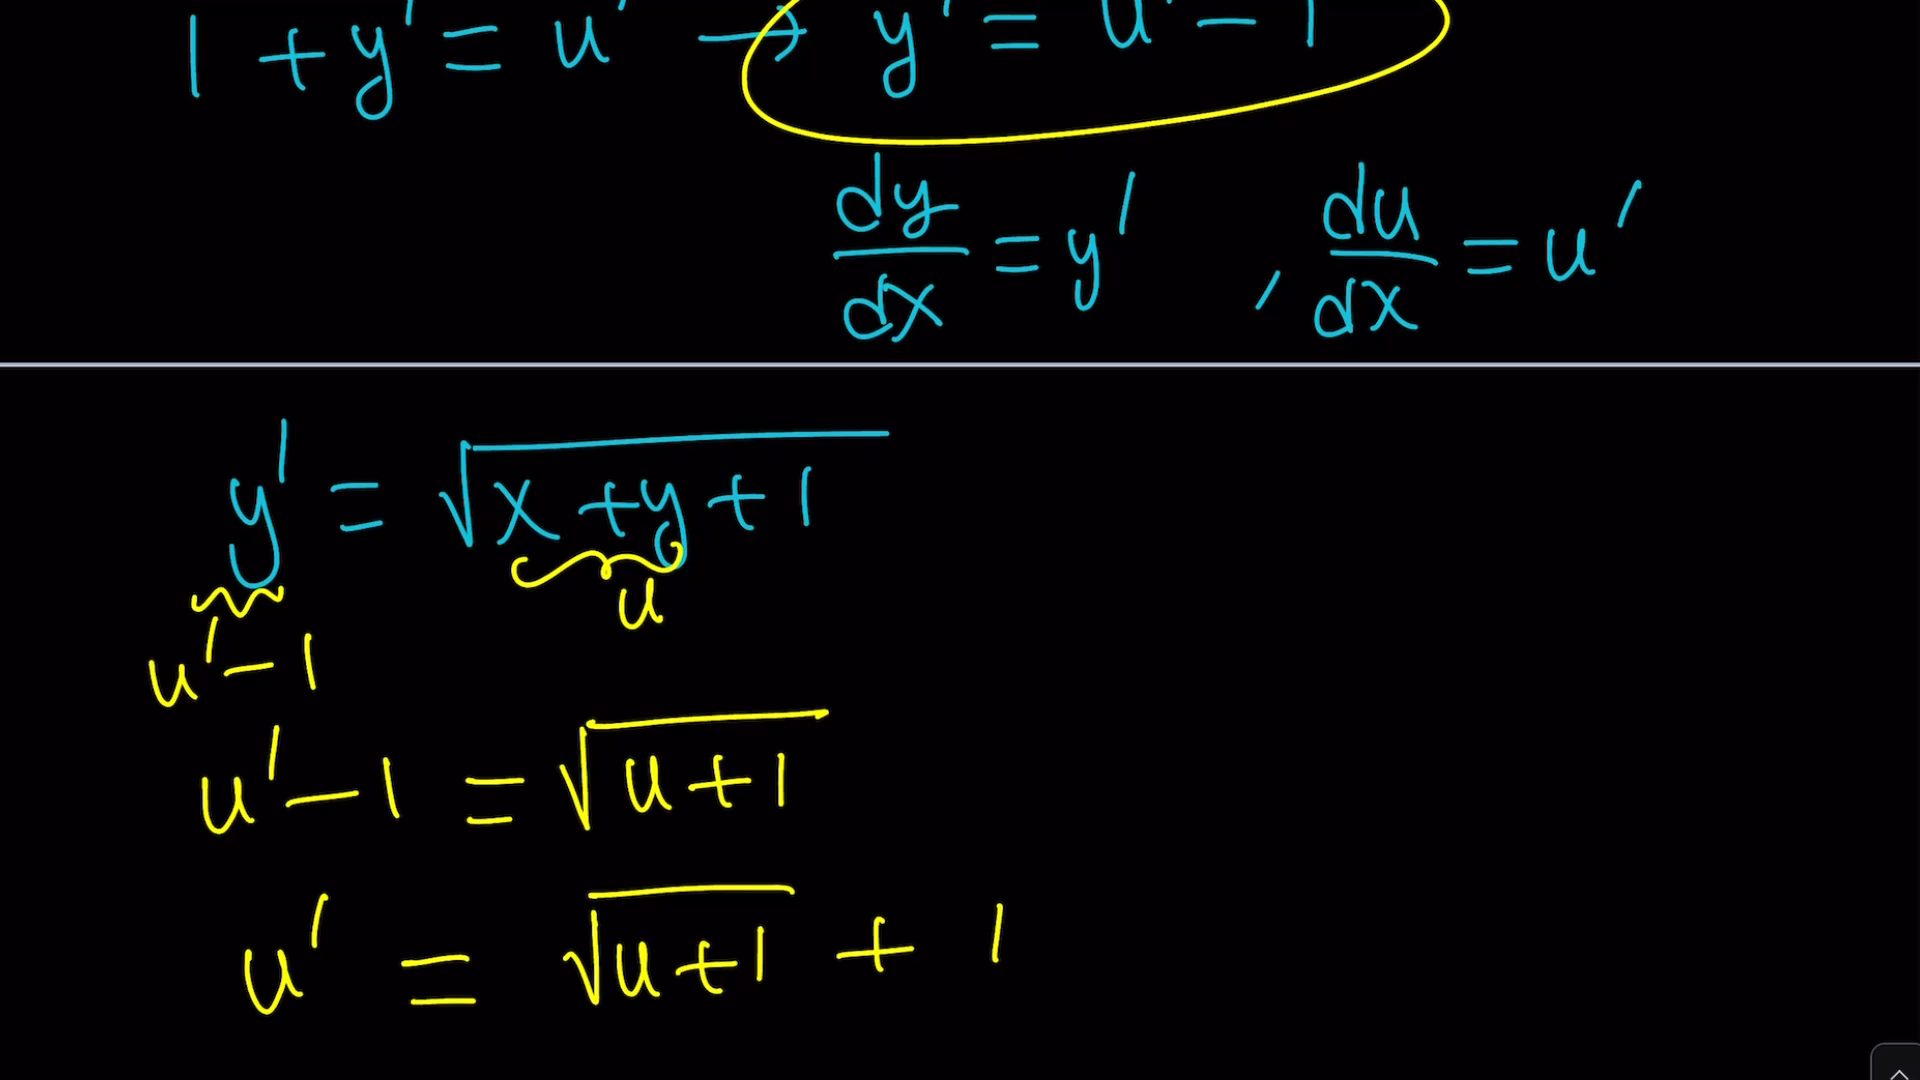 1 + y' = u' → y' = u' − 1
dy/dx = y' , du/dx = u'
y' = √(x + y + 1)
u
u' − 1
u' − 1 = √(u + 1)
u' = √(u + 1) + 1